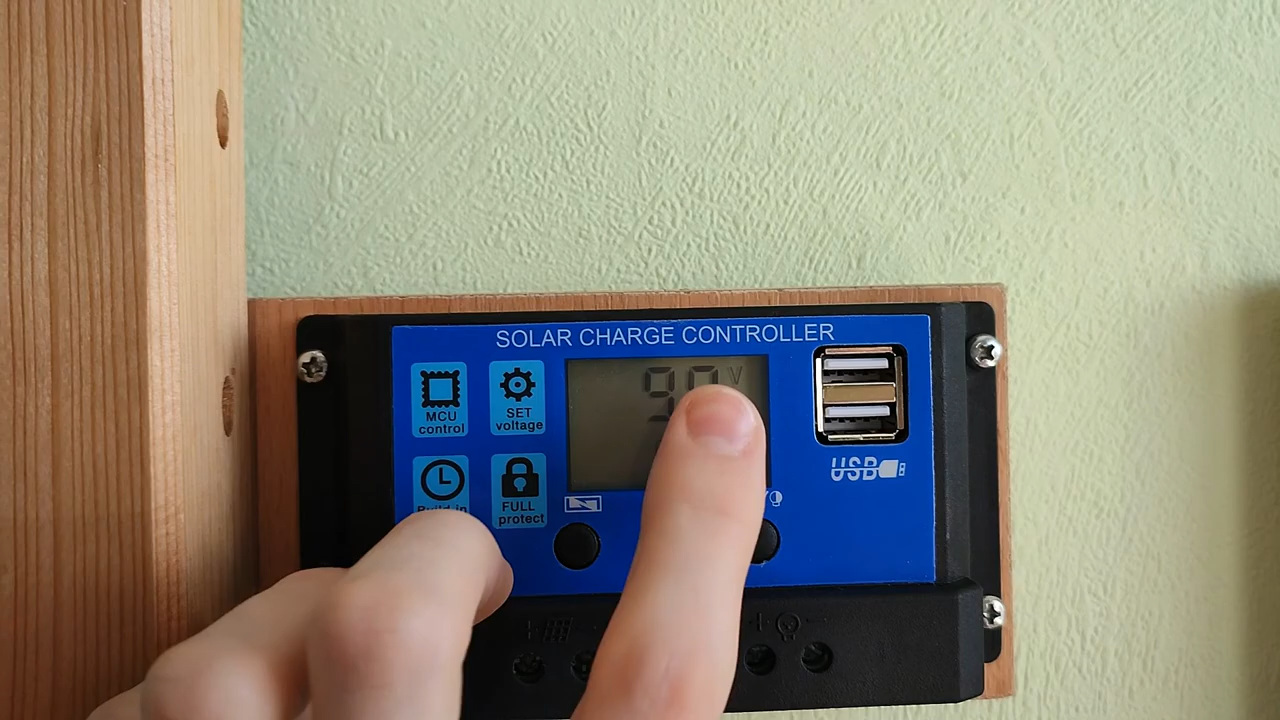 SOLAR CHARGE CONTROLLER
MCU
control
SET
voltage
V
FULL
protect
USB